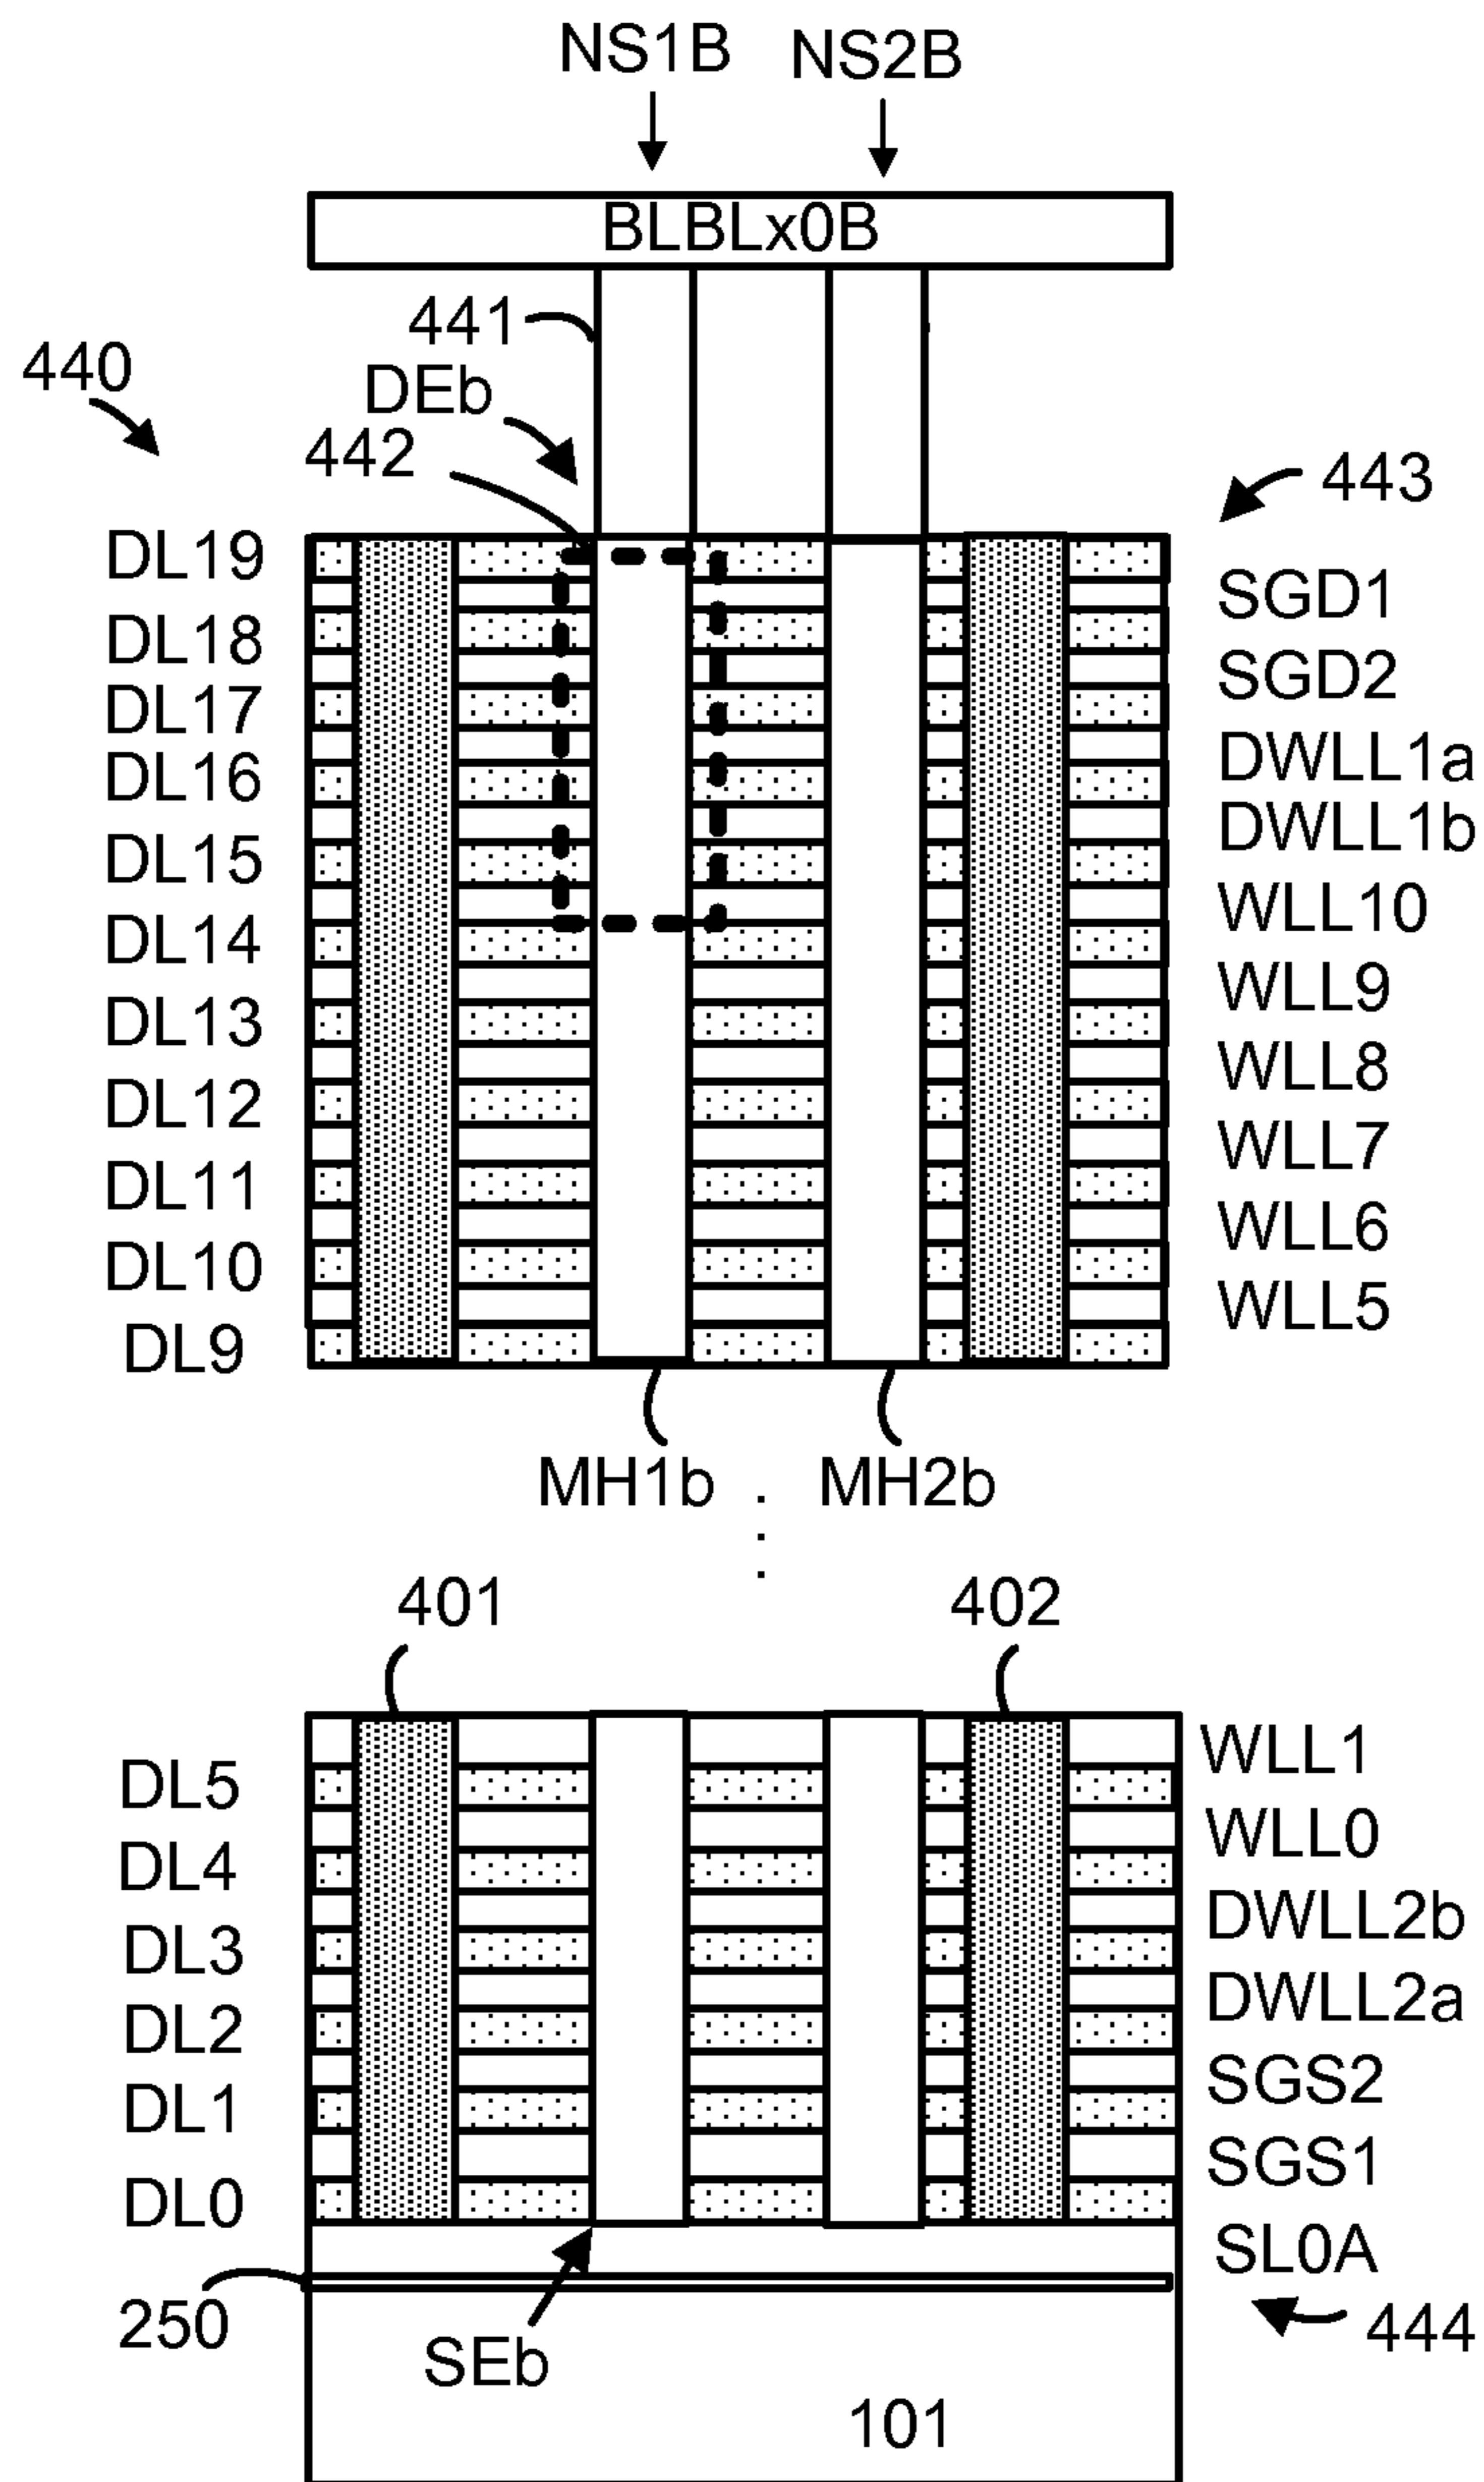 NS1B NS2B
BLBLx0B
441
440
DEb
442
443
DL19
SGD1
DL18
SGD2
DL17
DWLL1a
DL16
DWLL1b
DL15
WLL10
DL14
WLL9
DL13
WLL8
DL12
WLL7
DL11
WLL6
DL10
WLL5
DL9
MH1b MH2b
401 402
WLL1
DL5
WLL0
DL4
DWLL2b
DL3
DWLL2a
DL2
SGS2
DL1
SGS1
DL0
SL0A
250
444
SEb
101